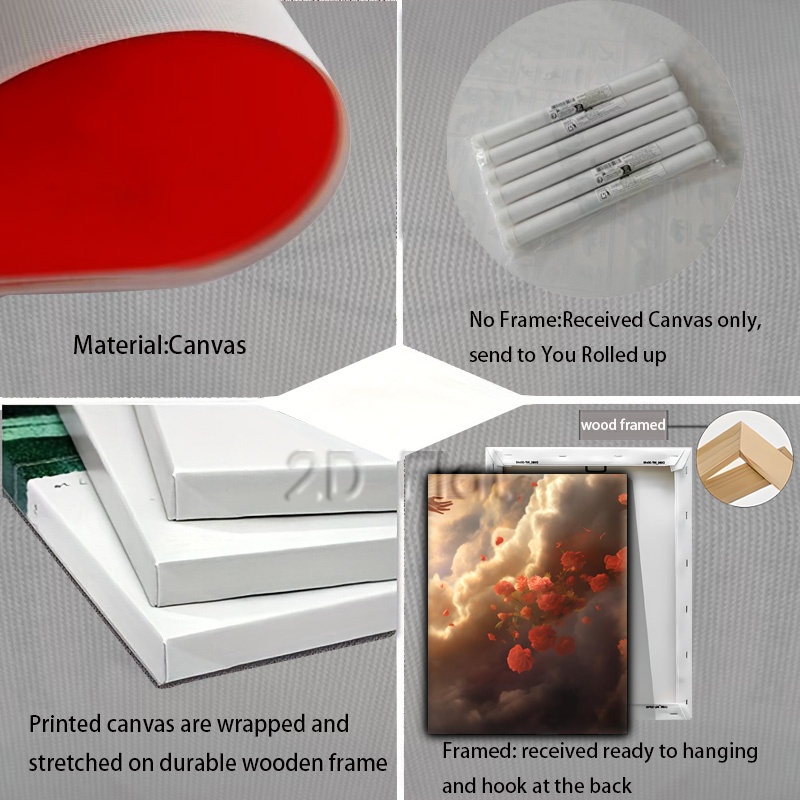 Material:Canvas
No Frame:Received Canvas only,
send to You Rolled up
2D
wood framed
Printed canvas are wrapped and
stretched on durable wooden frame
Framed: received ready to hanging
and hook at the back